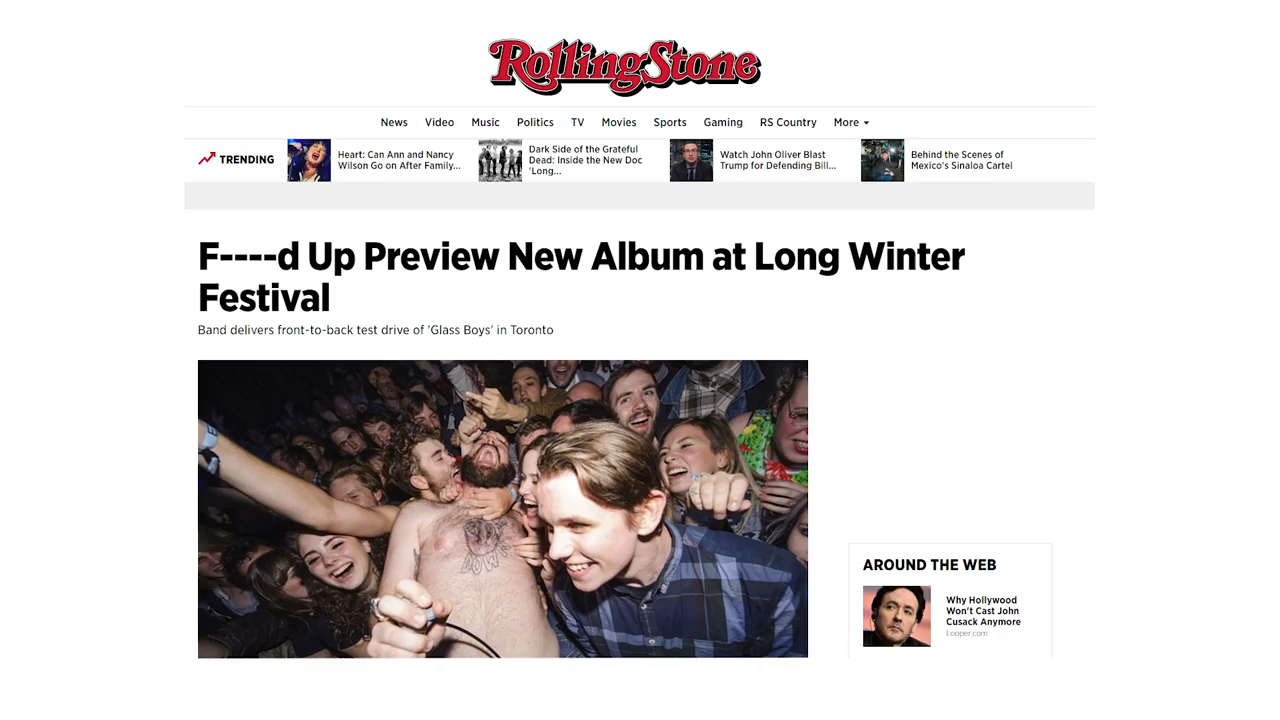 RollingStone
News Video Music Politics TV Movies Sports Gaming RS Country More
TRENDING
Heart: Can Ann and Nancy
Wilson Go on After Family...
Dark Side of the Grateful
Dead: Inside the New Doc
'Long...
Watch John Oliver Blast
Trump for Defending Bill...
Behind the Scenes of
Mexico's Sinaloa Cartel
F----d Up Preview New Album at Long Winter
Festival
Band delivers front-to-back test drive of 'Glass Boys' in Toronto
DOW
AROUND THE WEB
Why Hollywood
Won't Cast John
Cusack Anymore
Looper.com